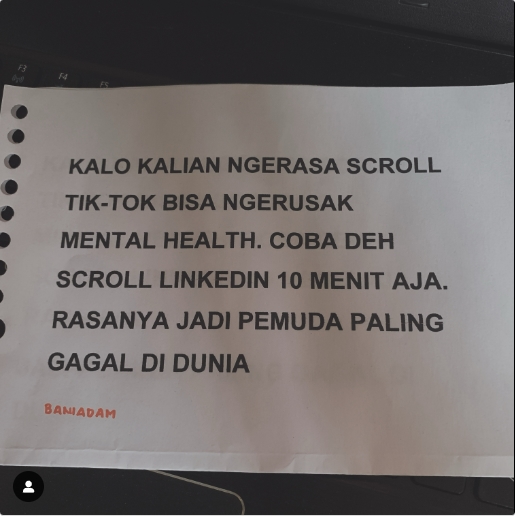 F3
F4
F5
KALO KALIAN NGERASA SCROLL
TIK-TOK BISA NGERUSAK
MENTAL HEALTH. COBA DEH
SCROLL LINKEDIN 10 MENIT AJA.
RASANYA JADI PEMUDA PALING
GAGAL DI DUNIA
BANIADAM